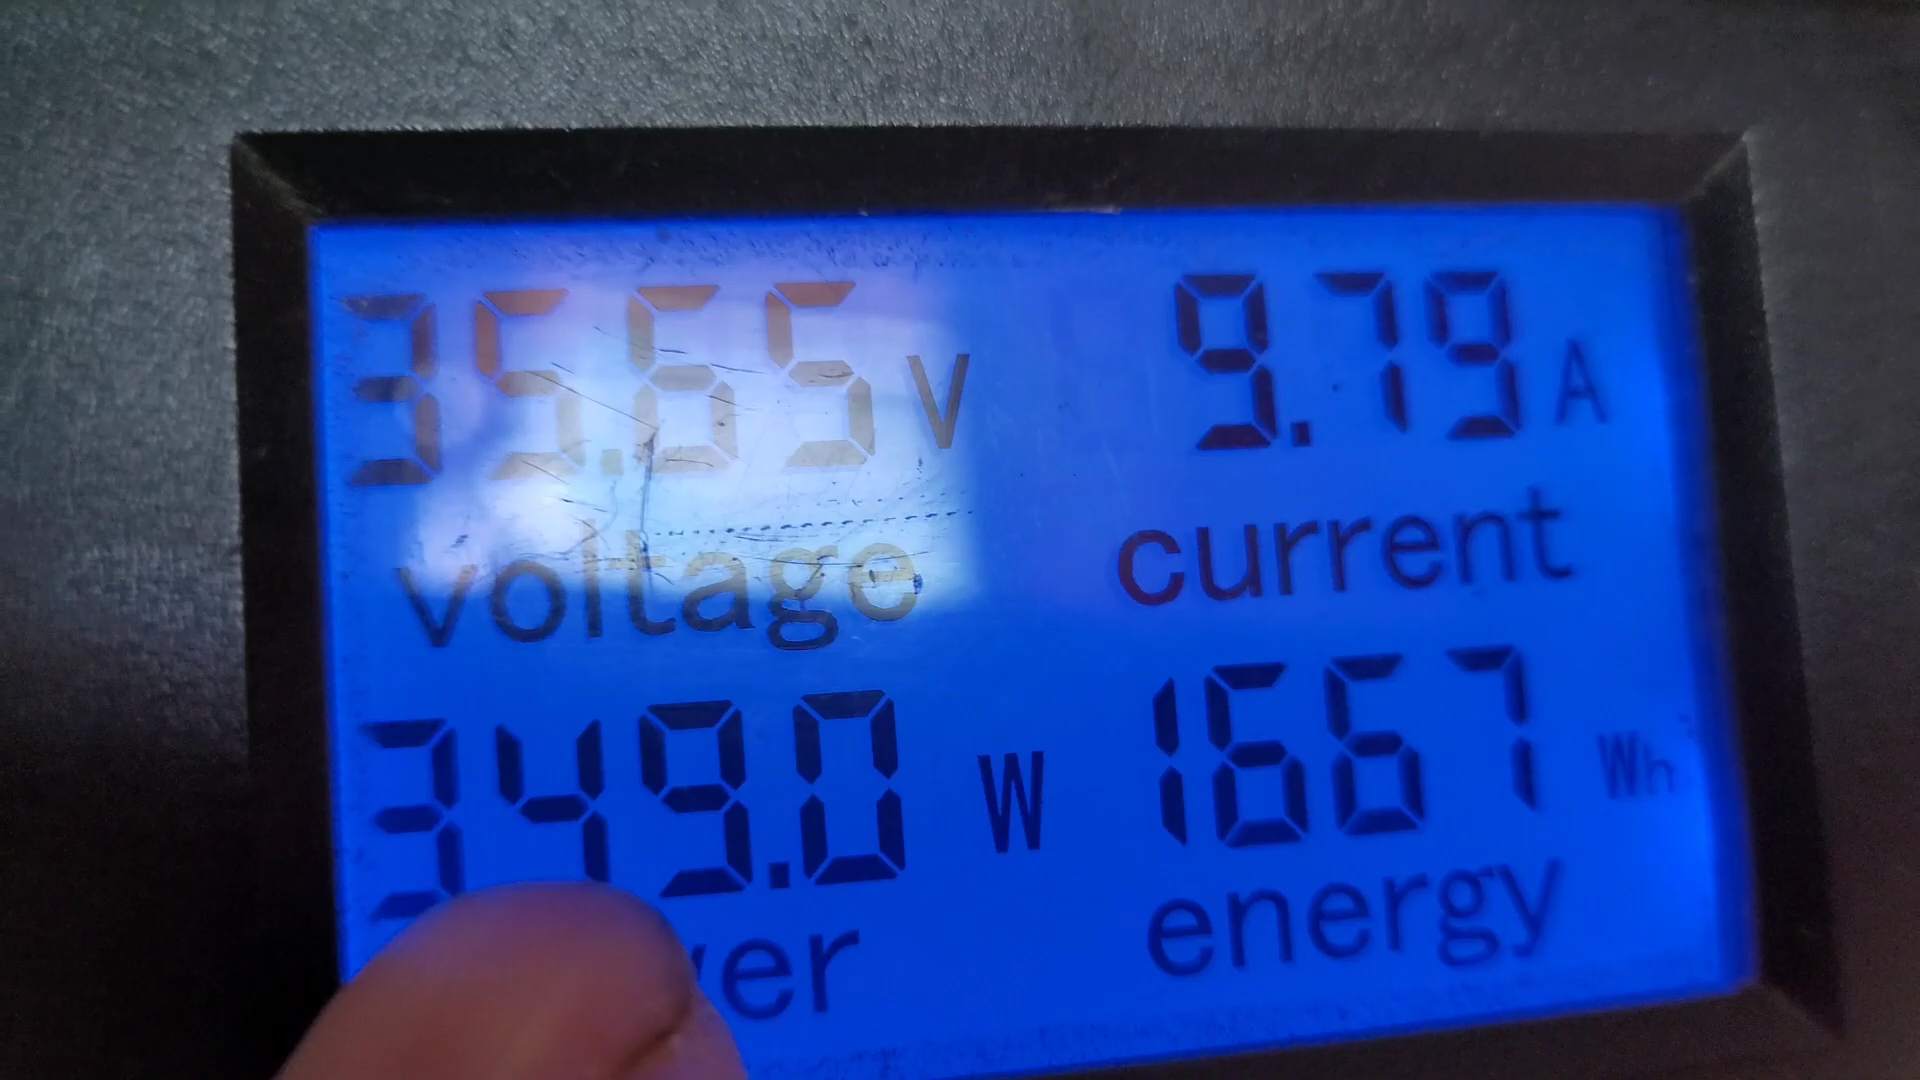 35.65 V 9.79 A
voltage current
349.0 W 1667 Wh
energy